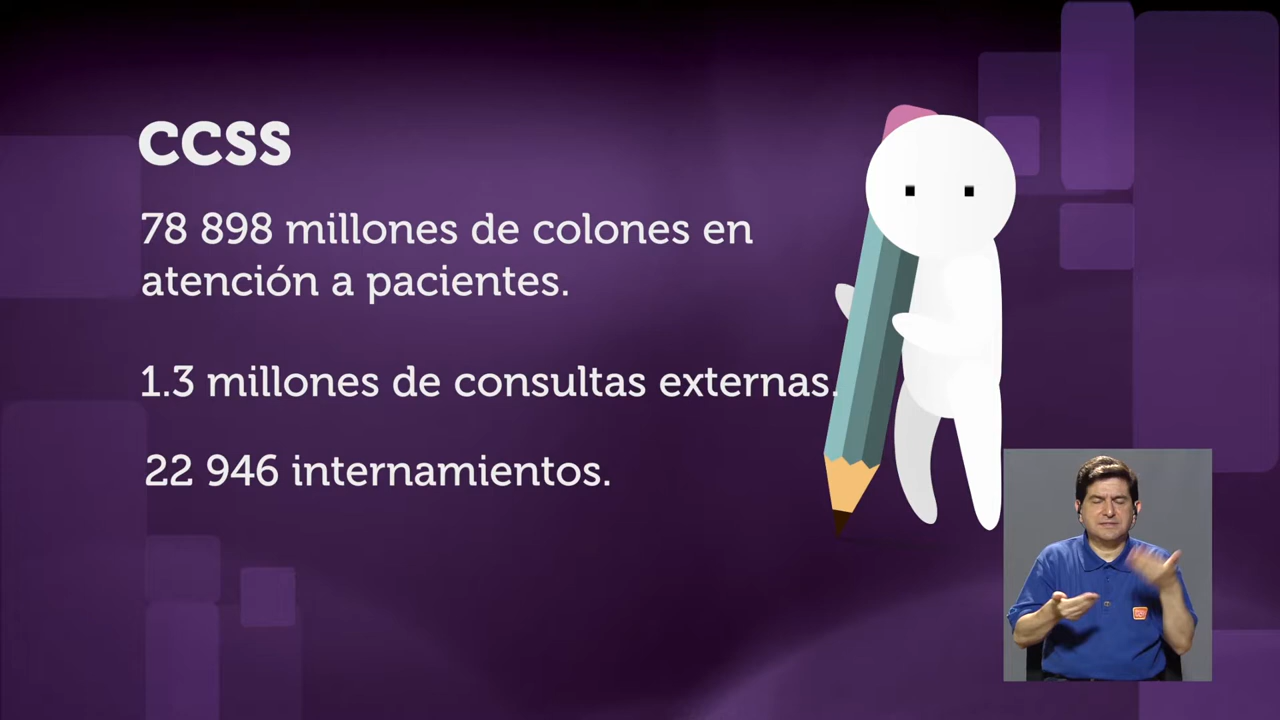 CCSS
78 898 millones de colones en
atención a pacientes.
1.3 millones de consultas externas.
22 946 internamientos.